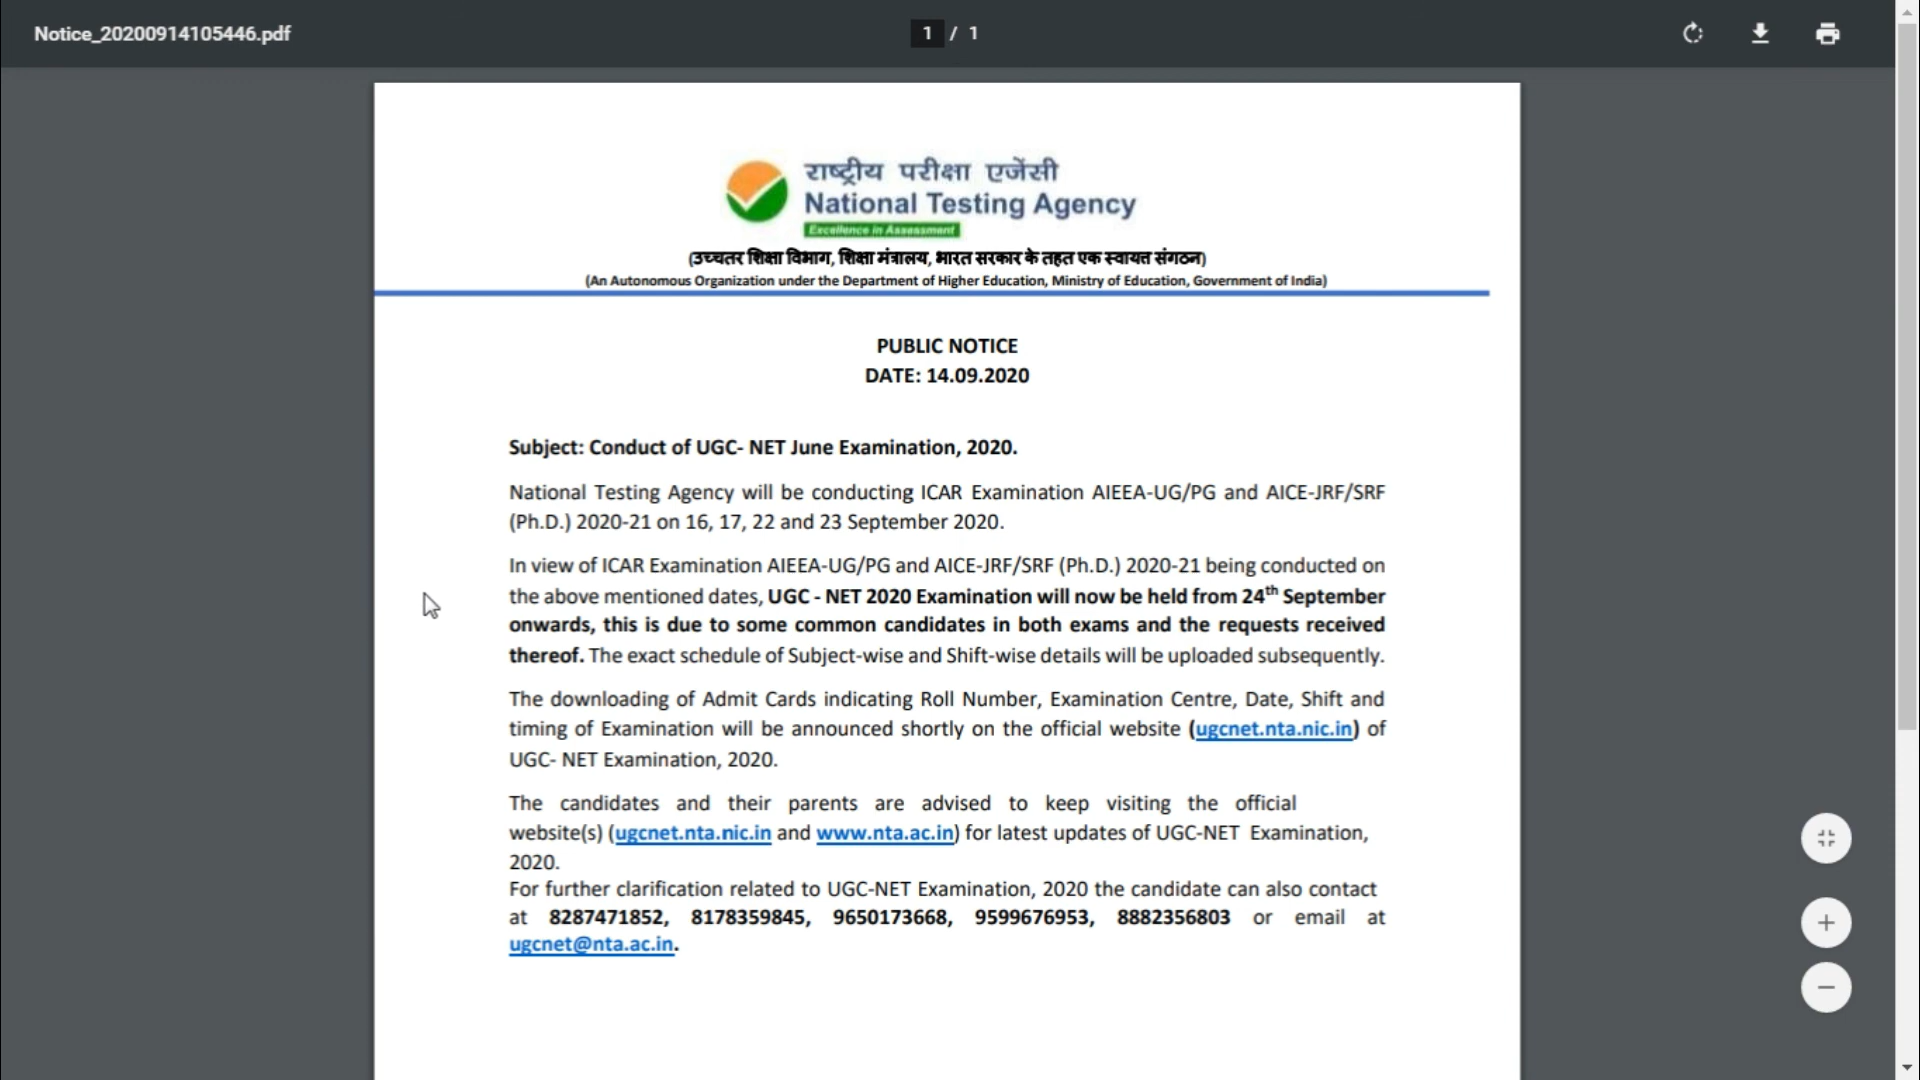 Notice_20200914105446.pdf
1 / 1
राष्ट्रीय परीक्षा एजेंसी
National Testing Agency
Excellence in Assessment
(उच्चतर शिक्षा विभाग, शिक्षा मंत्रालय, भारत सरकार के तहत एक स्वायत्त संगठन)
(An Autonomous Organization under the Department of Higher Education, Ministry of Education, Government of India)
PUBLIC NOTICE
DATE: 14.09.2020
Subject: Conduct of UGC- NET June Examination, 2020.
National Testing Agency will be conducting ICAR Examination AIEEA-UG/PG and AICE-JRF/SRF
(Ph.D.) 2020-21 on 16, 17, 22 and 23 September 2020.
In view of ICAR Examination AIEEA-UG/PG and AICE-JRF/SRF (Ph.D.) 2020-21 being conducted on
the above mentioned dates, UGC - NET 2020 Examination will now be held from 24th September
onwards, this is due to some common candidates in both exams and the requests received
thereof. The exact schedule of Subject-wise and Shift-wise details will be uploaded subsequently.
The downloading of Admit Cards indicating Roll Number, Examination Centre, Date, Shift and
timing of Examination will be announced shortly on the official website (ugcnet.nta.nic.in) of
UGC- NET Examination, 2020.
The candidates and their parents are advised to keep visiting the official
website(s) (ugcnet.nta.nic.in and www.nta.ac.in) for latest updates of UGC-NET Examination,
2020.
For further clarification related to UGC-NET Examination, 2020 the candidate can also contact
at 8287471852, 8178359845, 9650173668, 9599676953, 8882356803 or email at
ugcnet@nta.ac.in.